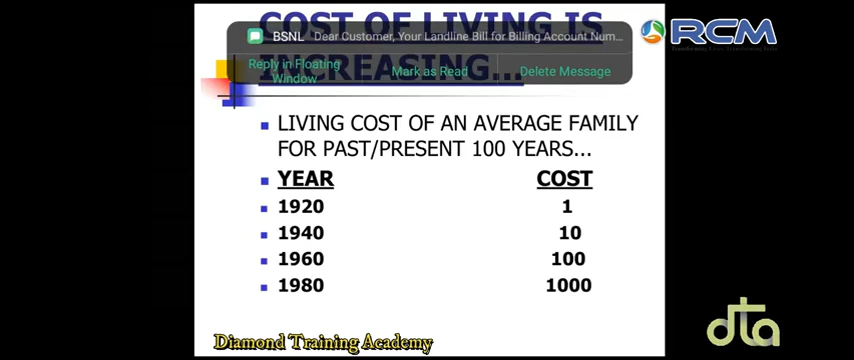 COST OF LIVING IS
BSNL Dear Customer, Your Landline Bill for Billing Account Num...
Reply in Floating Window
Mark as Read
Delete Message
INCREASING...
RCM
LIVING COST OF AN AVERAGE FAMILY
FOR PAST/PRESENT 100 YEARS...
YEAR COST
1920 1
1940 10
1960 100
1980 1000
Diamond Training Academy
dta